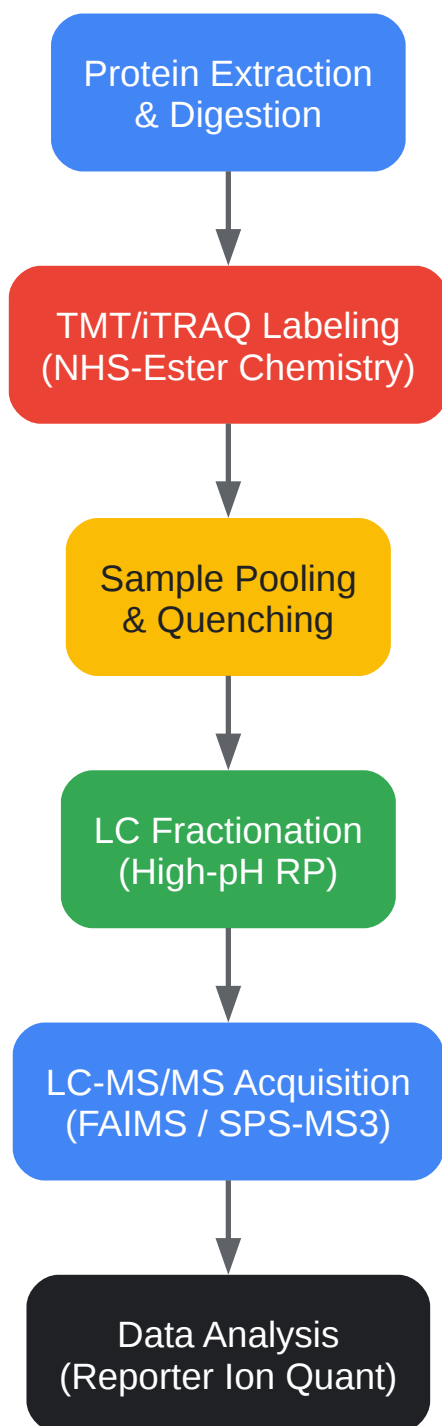 Protein Extraction
& Digestion
TMT/iTRAQ Labeling
(NHS-Ester Chemistry)
Sample Pooling
& Quenching
LC Fractionation
(High-pH RP)
LC-MS/MS Acquisition
(FAIMS / SPS-MS3)
Data Analysis
(Reporter Ion Quant)